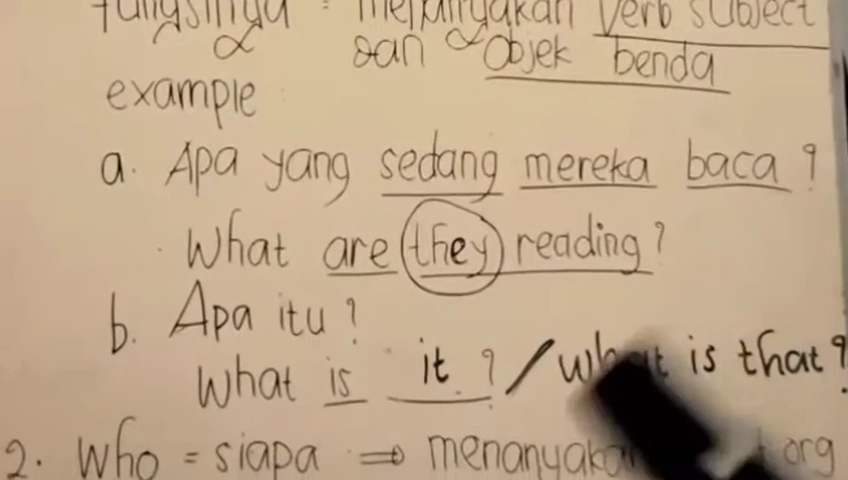 fungsinya = menanyakan verb subject
dan objek benda
example
a. Apa yang sedang mereka baca ?
What are they reading ?
b. Apa itu ?
What is it ? / what is that ?
2. Who = siapa ⇒ org